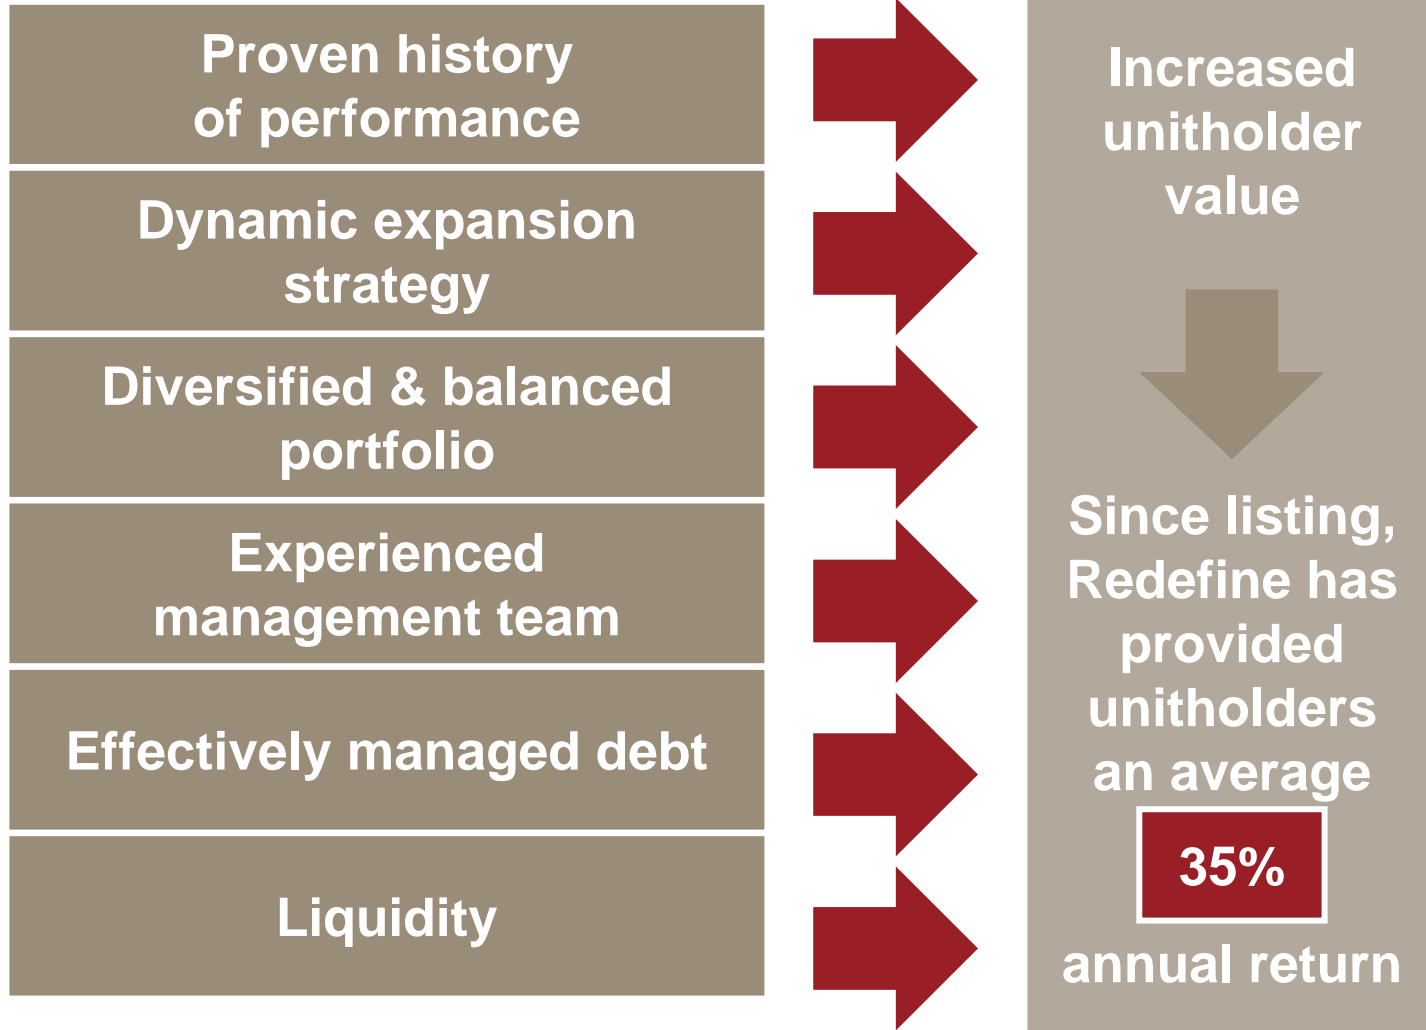 Proven history
of performance
Dynamic expansion
strategy
Diversified & balanced
portfolio
Experienced
management team
Effectively managed debt
Liquidity
Increased
unitholder
value
Since listing,
Redefine has
provided
unitholders
an average
35%
annual return